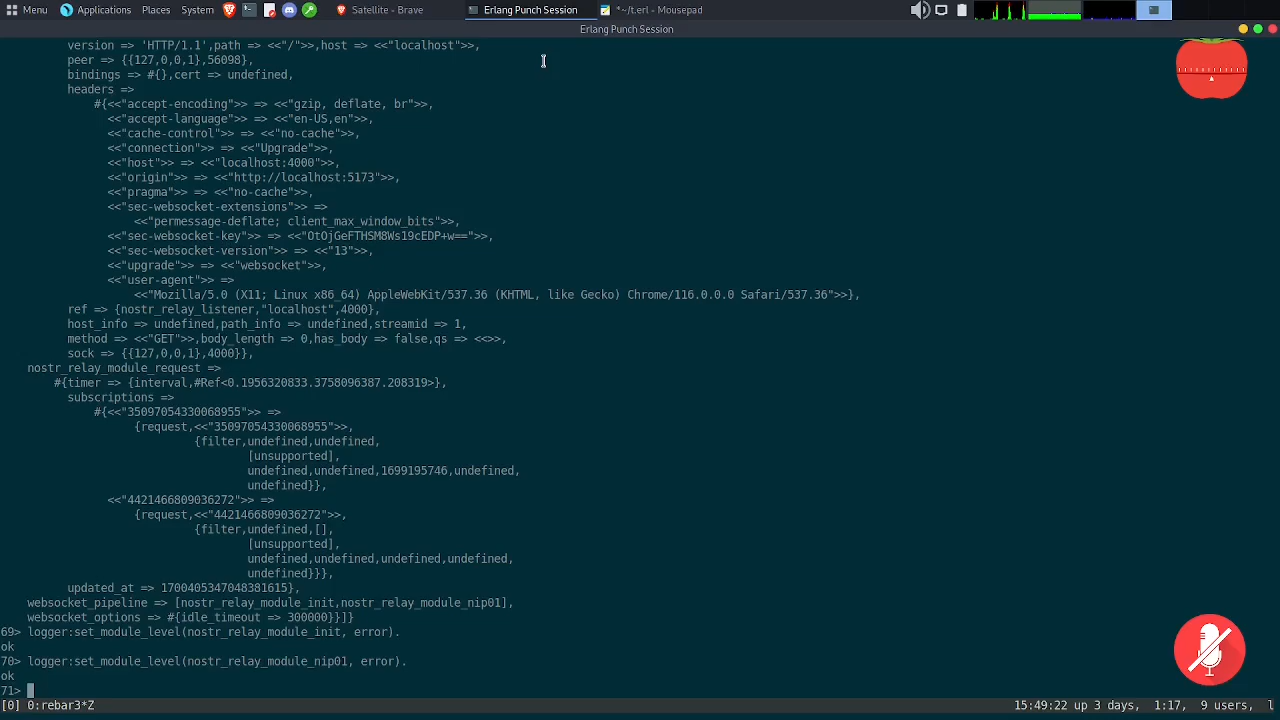 Menu Applications Places System Satellite - Brave Erlang Punch Session *~/t.erl - Mousepad
Erlang Punch Session
version => 'HTTP/1.1',path => <<"/">>,host => <<"localhost">>,
peer => {{127,0,0,1},56098},
bindings => #{},cert => undefined,
headers =>
#{<<"accept-encoding">> => <<"gzip, deflate, br">>,
<<"accept-language">> => <<"en-US,en">>,
<<"cache-control">> => <<"no-cache">>,
<<"connection">> => <<"Upgrade">>,
<<"host">> => <<"localhost:4000">>,
<<"origin">> => <<"http://localhost:5173">>,
<<"pragma">> => <<"no-cache">>,
<<"sec-websocket-extensions">> =>
<<"permessage-deflate; client_max_window_bits">>,
<<"sec-websocket-key">> => <<"OtOjGeFTHSM8Ws19cEDP+w==">>,
<<"sec-websocket-version">> => <<"13">>,
<<"upgrade">> => <<"websocket">>,
<<"user-agent">> =>
<<"Mozilla/5.0 (X11; Linux x86_64) AppleWebKit/537.36 (KHTML, like Gecko) Chrome/116.0.0.0 Safari/537.36">>},
ref => {nostr_relay_listener,"localhost",4000},
host_info => undefined,path_info => undefined,streamid => 1,
method => <<"GET">>,body_length => 0,has_body => false,qs => <<>>,
sock => {{127,0,0,1},4000}},
nostr_relay_module_request =>
#{timer => {interval,#Ref<0.1956320833.3758096387.208319>},
subscriptions =>
#{<<"35097054330068955">> =>
{request,<<"35097054330068955">>,
{filter,undefined,undefined,
[unsupported],
undefined,undefined,1699195746,undefined,
undefined}},
<<"4421466809036272">> =>
{request,<<"4421466809036272">>,
{filter,undefined,[],
[unsupported],
undefined,undefined,undefined,undefined,
undefined}}},
updated_at => 1700405347048381615},
websocket_pipeline => [nostr_relay_module_init,nostr_relay_module_nip01],
websocket_options => #{idle_timeout => 300000}}]}
69> logger:set_module_level(nostr_relay_module_init, error).
ok
70> logger:set_module_level(nostr_relay_module_nip01, error).
ok
71>
[0] 0:rebar3*Z 15:49:22 up 3 days, 1:17, 9 users, l